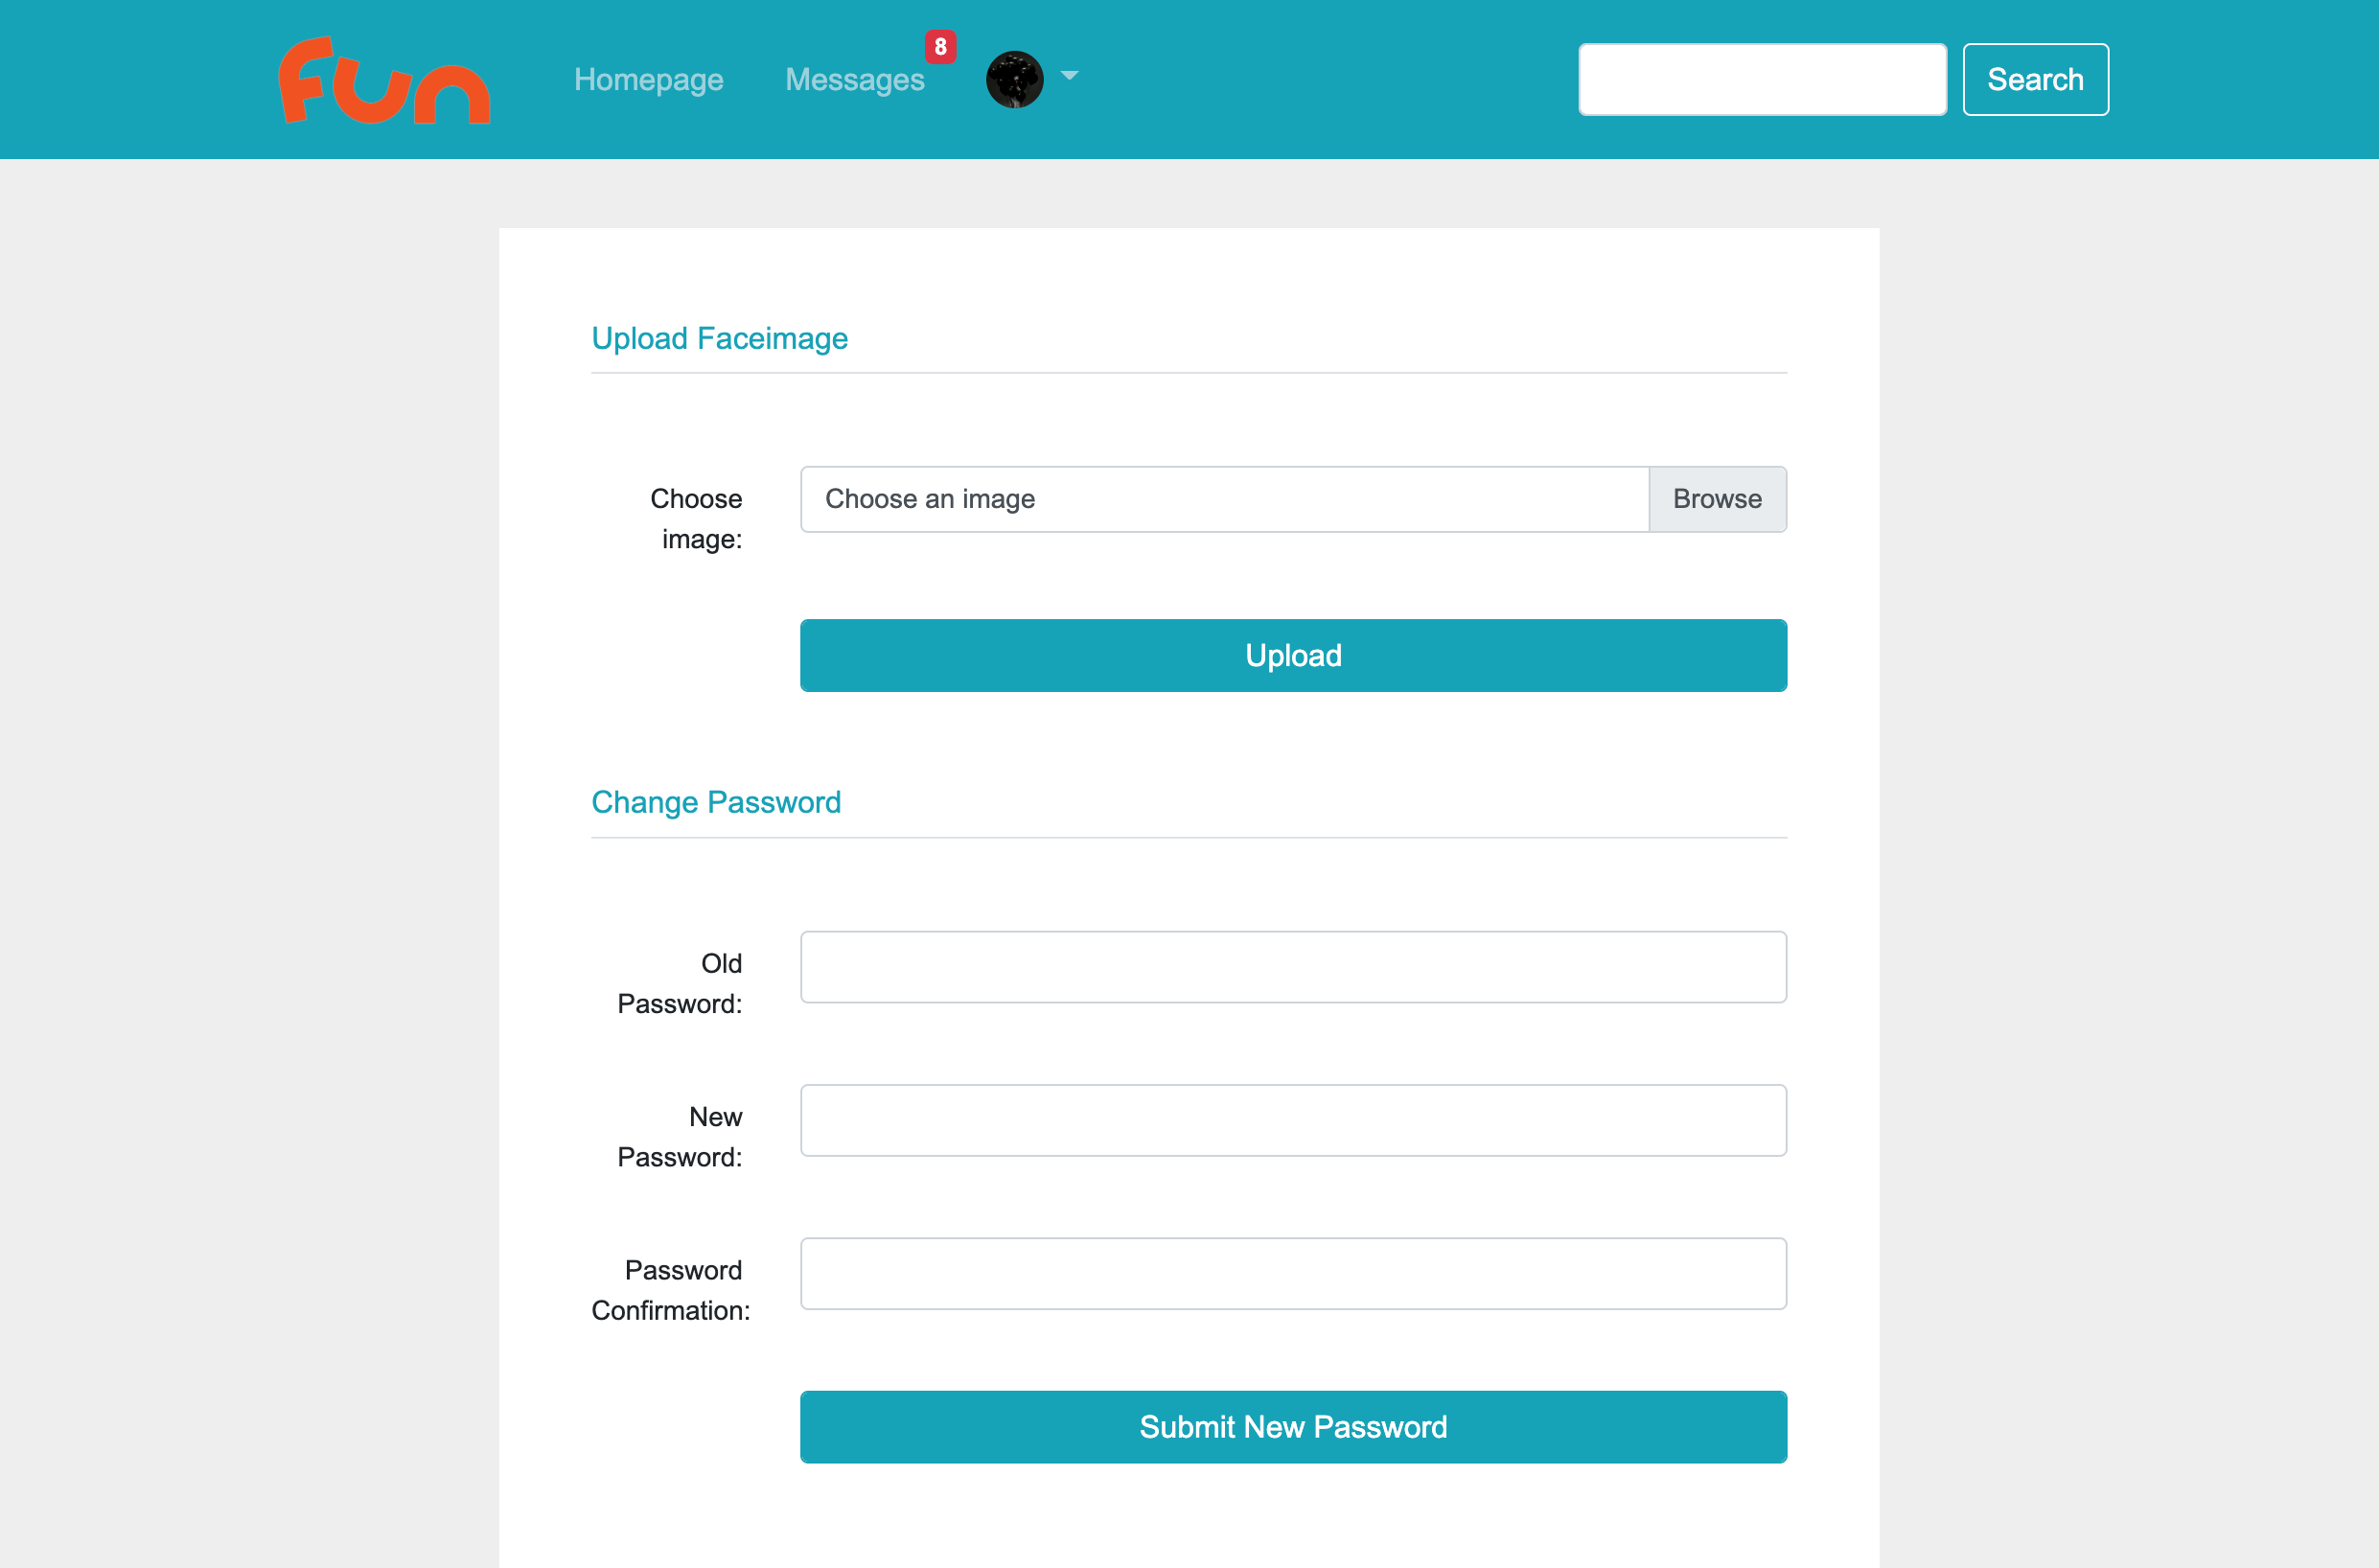 Fun
Homepage
Messages
8
Search
Upload Faceimage
Choose
image:
Choose an image
Browse
Upload
Change Password
Old
Password:
New
Password:
Password
Confirmation:
Submit New Password